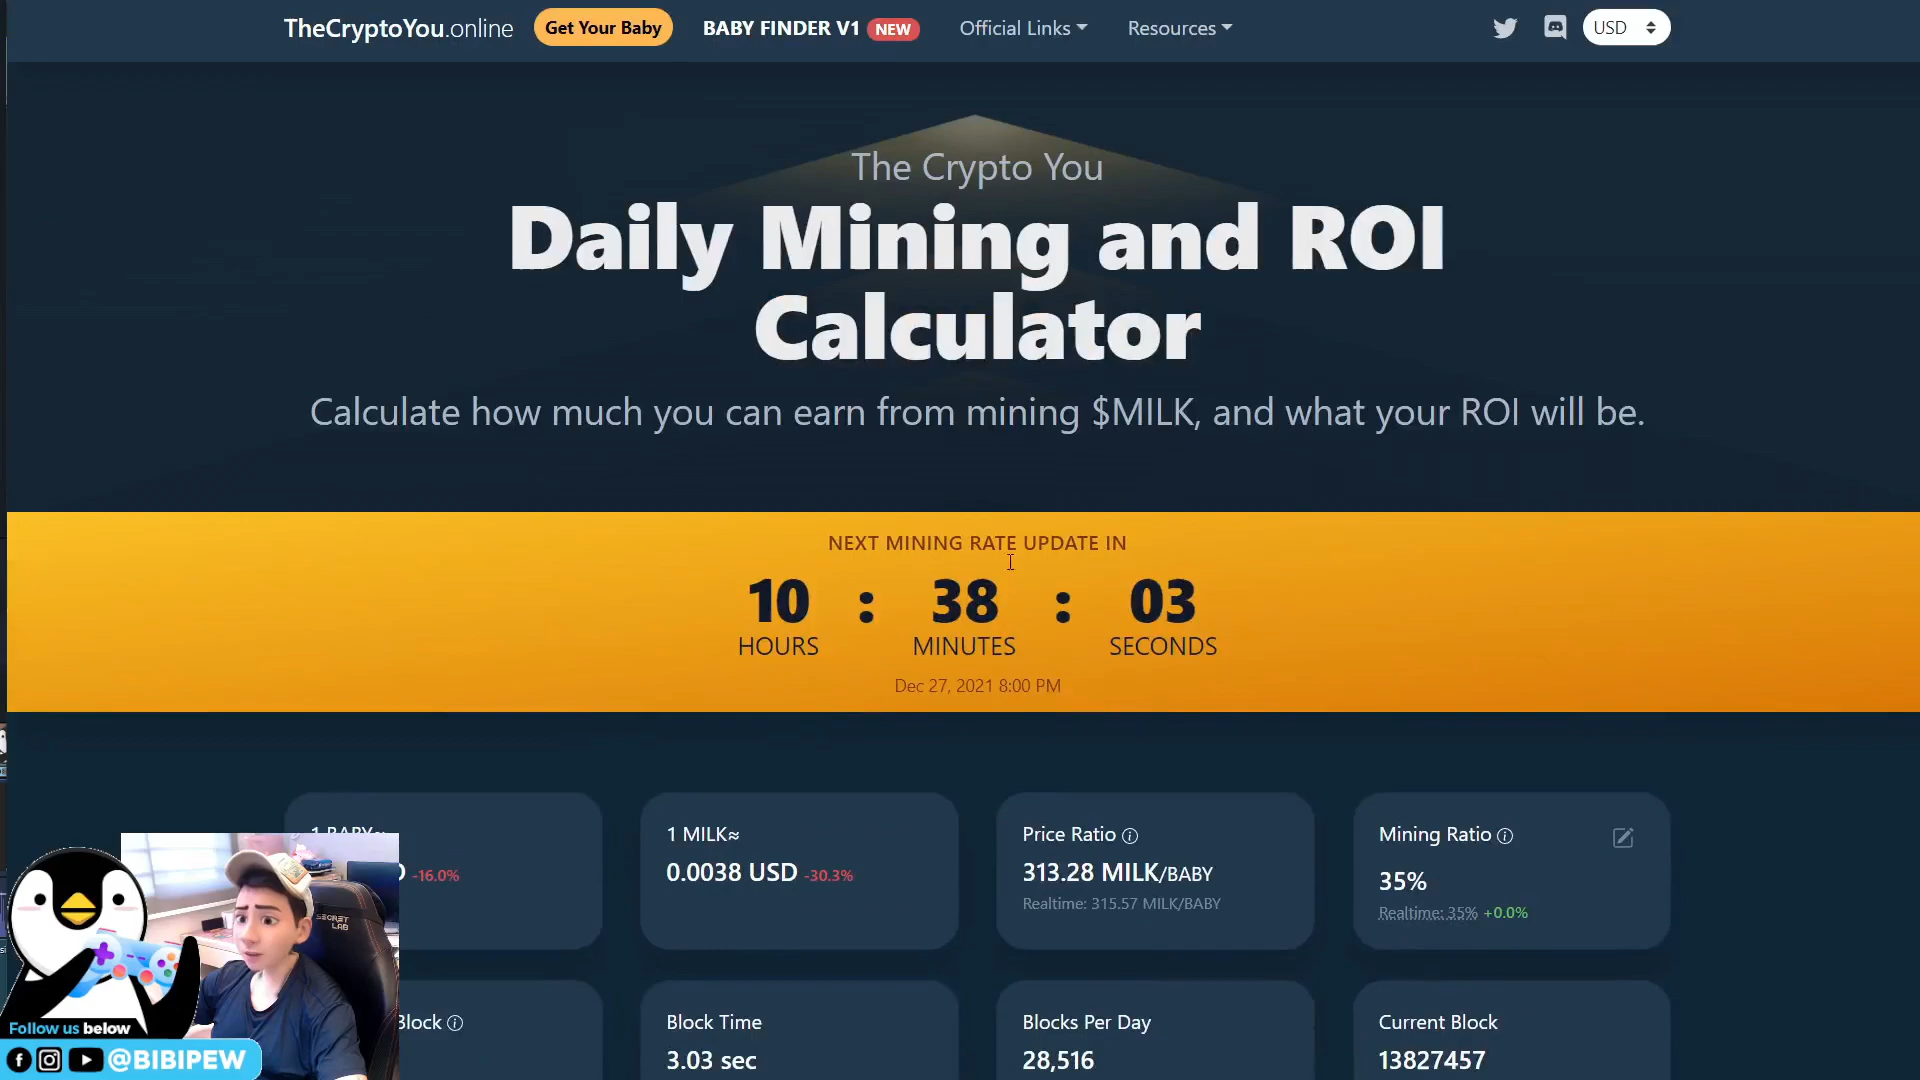 TheCryptoYou.online
Get Your Baby
BABY FINDER V1 NEW
Official Links
Resources
USD
The Crypto You
Daily Mining and ROI
Calculator
Calculate how much you can earn from mining $MILK, and what your ROI will be.
NEXT MINING RATE UPDATE IN
10 : 38 : 03
HOURS MINUTES SECONDS
Dec 27, 2021 8:00 PM
1 BABY≈
-16.0%
1 MILK≈
0.0038 USD -30.3%
Price Ratio
313.28 MILK/BABY
Realtime: 315.57 MILK/BABY
Mining Ratio
35%
Realtime: 35% +0.0%
Block
Block Time
3.03 sec
Blocks Per Day
28,516
Current Block
13827457
SECRET
LAB
Follow us below
@BIBIPEW